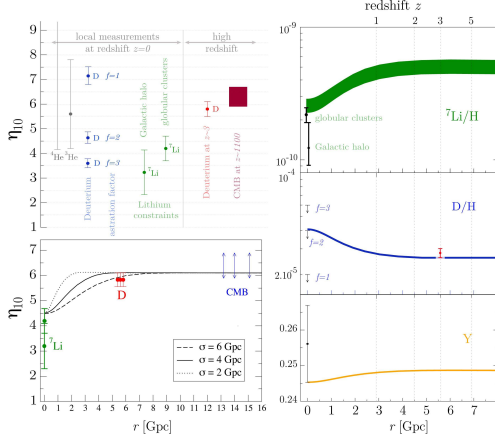 local measurements
at redshift z=0
high
redshift
η10
9
8
7
6
5
4
3
2
1
D f=1
D f=2
D f=3
⁴He
³He
Deuterium
astration factor
Galactic halo
globular clusters
⁷Li
⁷Li
Lithium
constraints
D
Deuterium at z~3
CMB at z~1100
η10
7
6
5
4
3
2
1
D
CMB
⁷Li
σ = 6 Gpc
σ = 4 Gpc
σ = 2 Gpc
0 1 2 3 4 5 6 7 8 9 10 11 12 13 14 15 16
r [Gpc]
redshift z
1 2 3 5
10⁻⁹
⁷Li/H
globular clusters
Galactic halo
10⁻¹⁰
10⁻⁴
D/H
f=3
f=2
f=1
2.10⁻⁵
0.26
Y
0.25
0.24
0 1 2 3 4 5 6 7 8
r [Gpc]